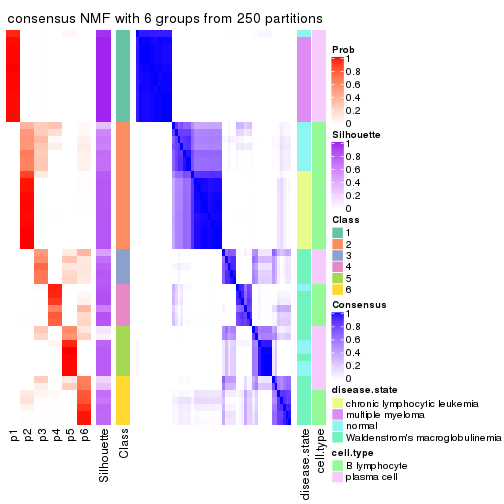 consensus NMF with 6 groups from 250 partitions
Prob
1
0.8
0.6
0.4
0.2
0
Silhouette
1
0.8
0.6
0.4
0.2
0
Class
1
2
3
4
5
6
Consensus
1
0.8
0.6
0.4
0.2
0
disease.state
chronic lymphocytic leukemia
multiple myeloma
normal
Waldenstrom's macroglobulinemia
cell.type
B lymphocyte
plasma cell
p1
p2
p3
p4
p5
p6
Silhouette
Class
disease.state
cell.type